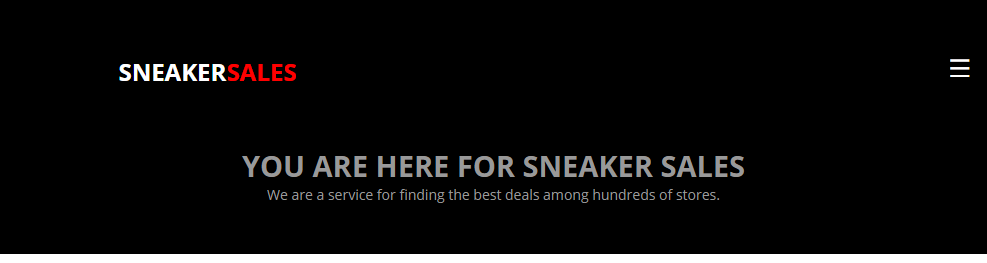 SNEAKERSALES
YOU ARE HERE FOR SNEAKER SALES
We are a service for finding the best deals among hundreds of stores.